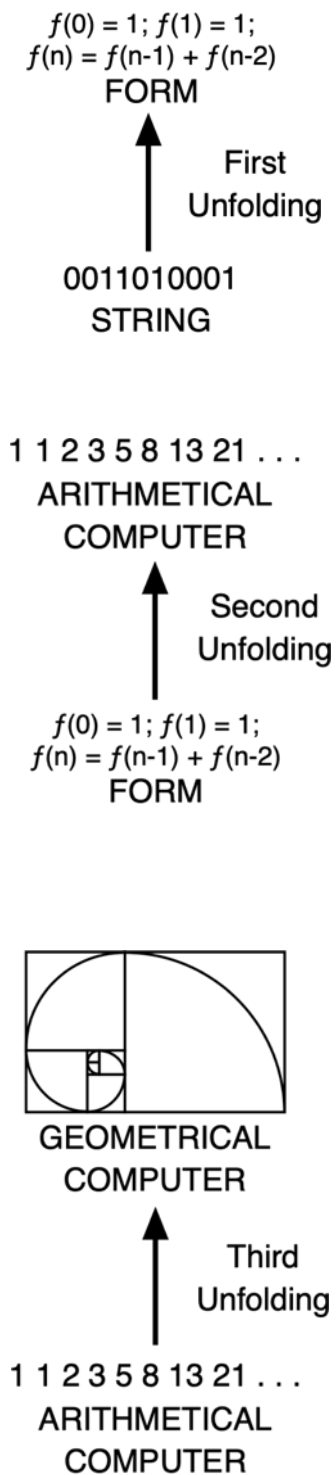 f(0) = 1; f(1) = 1;
f(n) = f(n-1) + f(n-2)
FORM
First
Unfolding
0011010001
STRING
1 1 2 3 5 8 13 21 . . .
ARITHMETICAL
COMPUTER
Second
Unfolding
f(0) = 1; f(1) = 1;
f(n) = f(n-1) + f(n-2)
FORM
GEOMETRICAL
COMPUTER
Third
Unfolding
1 1 2 3 5 8 13 21 . . .
ARITHMETICAL
COMPUTER